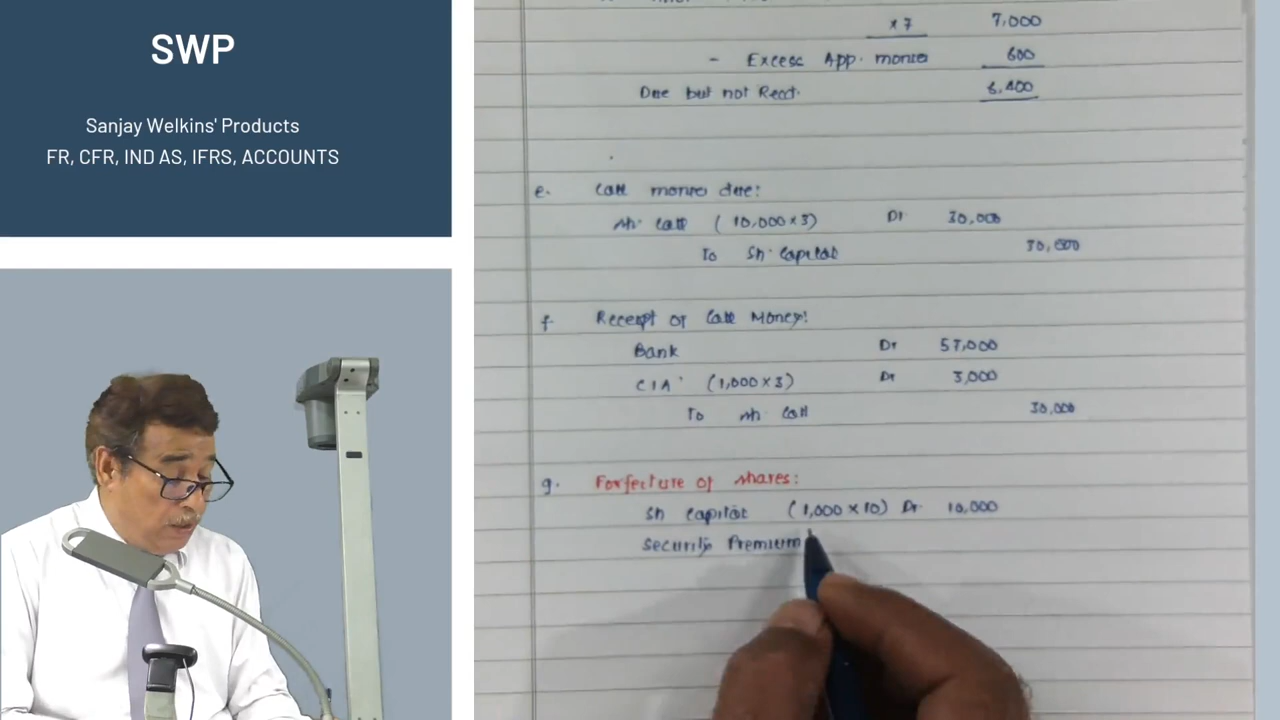 SWP
Sanjay Welkins' Products
FR, CFR, IND AS, IFRS, ACCOUNTS
x 7 7,000
- Excess App. money 600
Due but not Recd. 6,400
e. Call money due:
Sh. Call (10,000 x 3) Dr 30,000
To Sh. Capital 30,000
f Receipt of Call Money:
Bank Dr 57,000
CIA (1,000 x 3) Dr 3,000
To Sh. Call 30,000
g. Forfecture of shares:
Sh Capital (1,000 x 10) Dr. 10,000
Security Premium